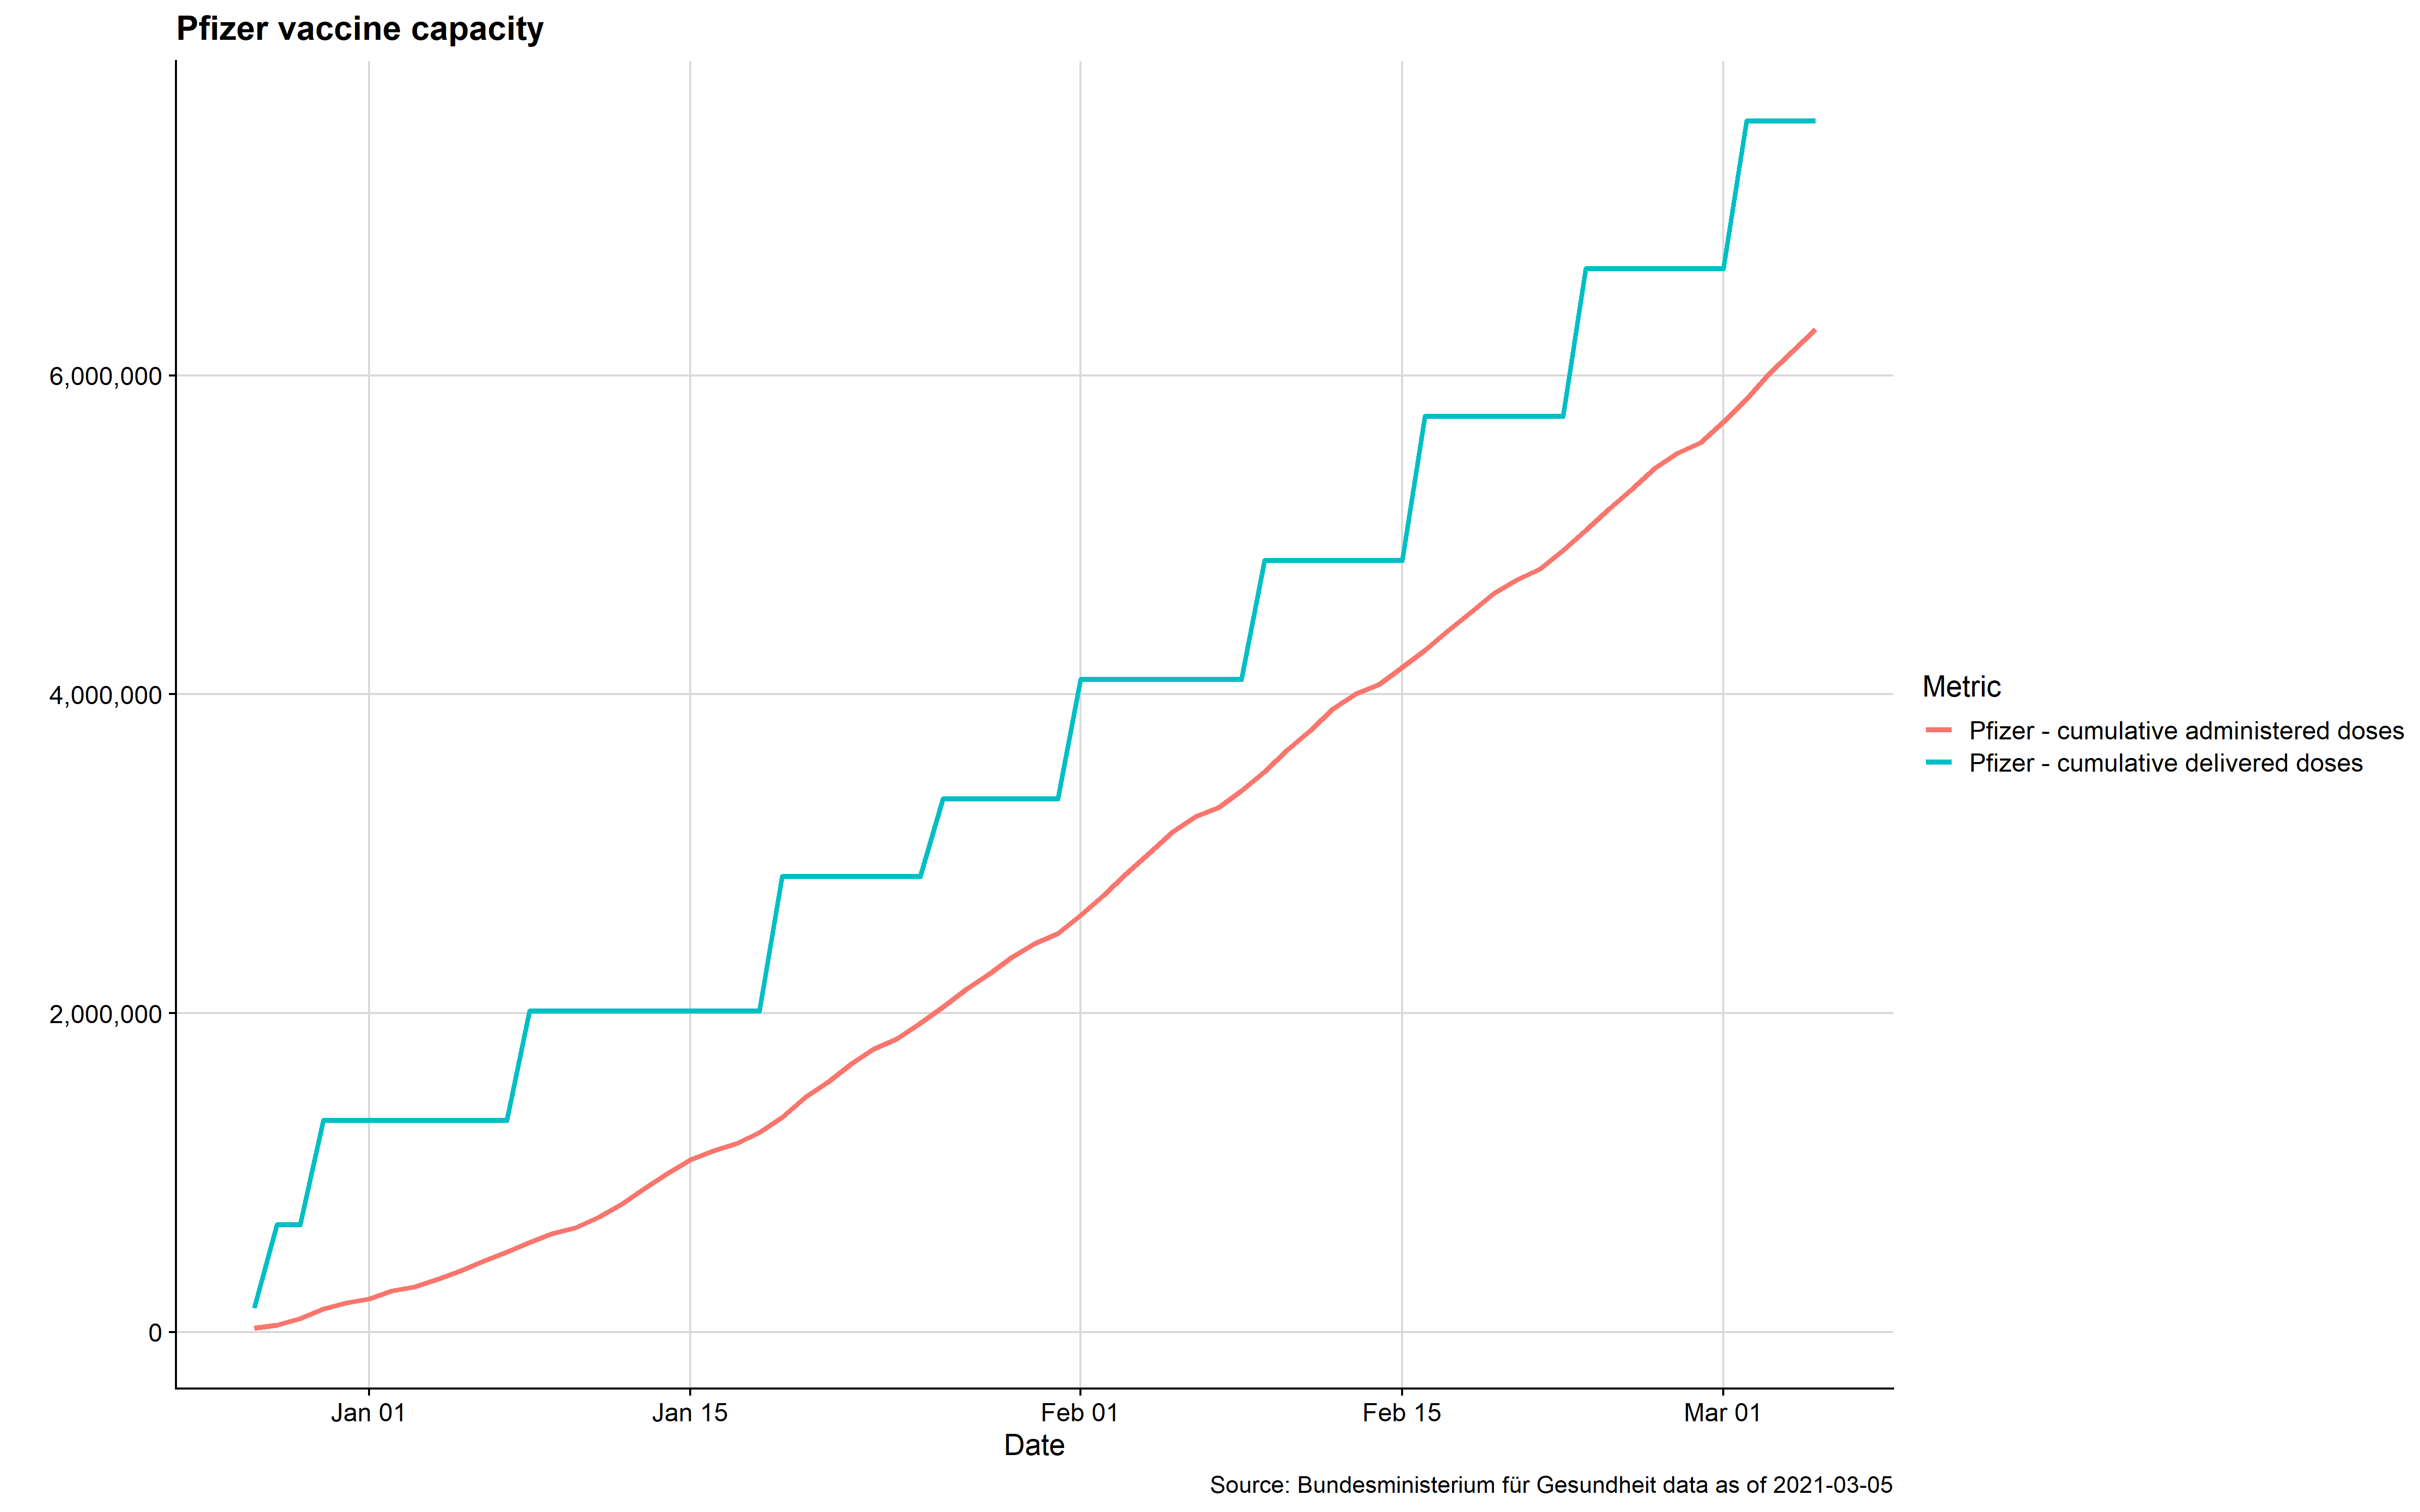 Pfizer vaccine capacity
6,000,000
4,000,000
2,000,000
0
Jan 01
Jan 15
Feb 01
Feb 15
Mar 01
Date
Metric
Pfizer - cumulative administered doses
Pfizer - cumulative delivered doses
Source: Bundesministerium für Gesundheit data as of 2021-03-05